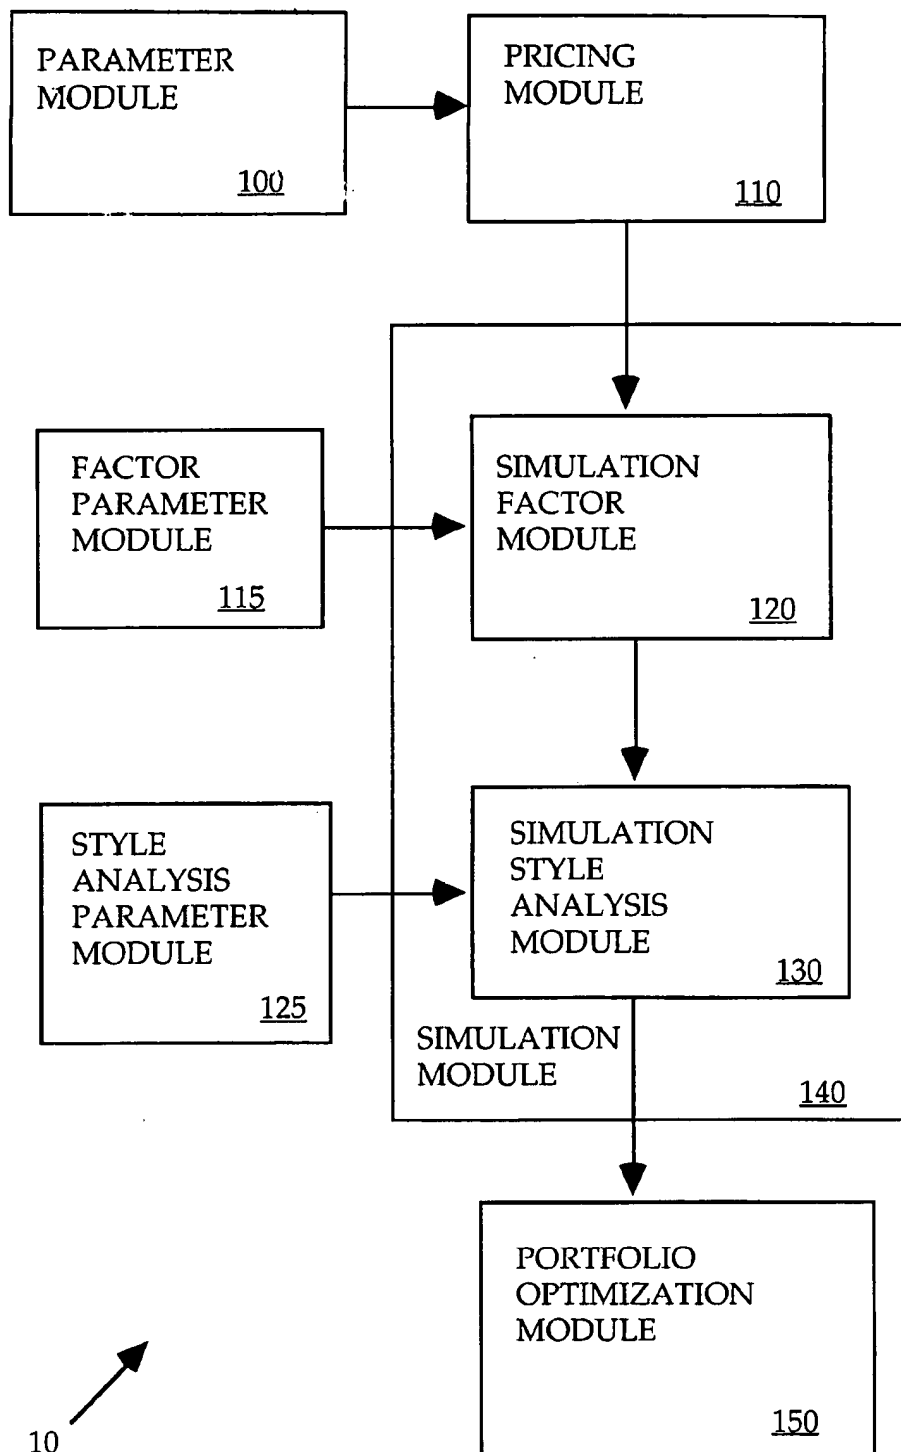 PARAMETER
MODULE
100
PRICING
MODULE
110
FACTOR
PARAMETER
MODULE
115
SIMULATION
FACTOR
MODULE
120
STYLE
ANALYSIS
PARAMETER
MODULE
125
SIMULATION
STYLE
ANALYSIS
MODULE
130
SIMULATION
MODULE
140
PORTFOLIO
OPTIMIZATION
MODULE
150
10